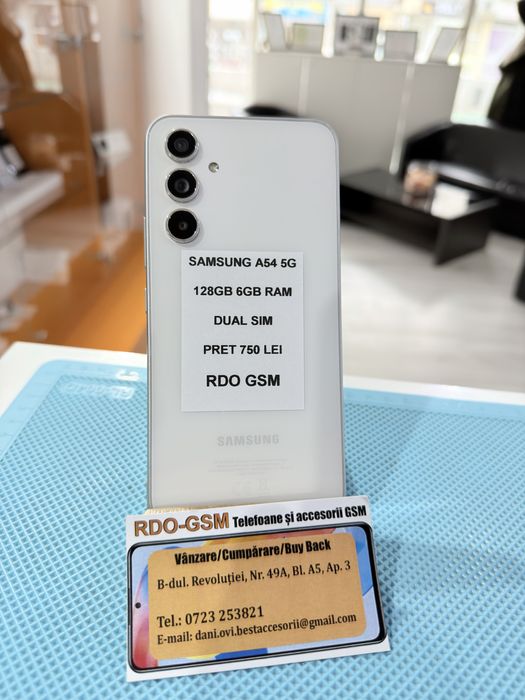 SAMSUNG A54 5G
128GB 6GB RAM
DUAL SIM
PRET 750 LEI
RDO GSM
SAMSUNG
RDO-GSM Telefoane și accesorii GSM
Vânzare/Cumpărare/Buy Back
B-dul. Revoluției, Nr. 49A, Bl. A5, Ap. 3
Tel.: 0723 253821
E-mail: dani.ovi.bestaccesorii@gmail.com